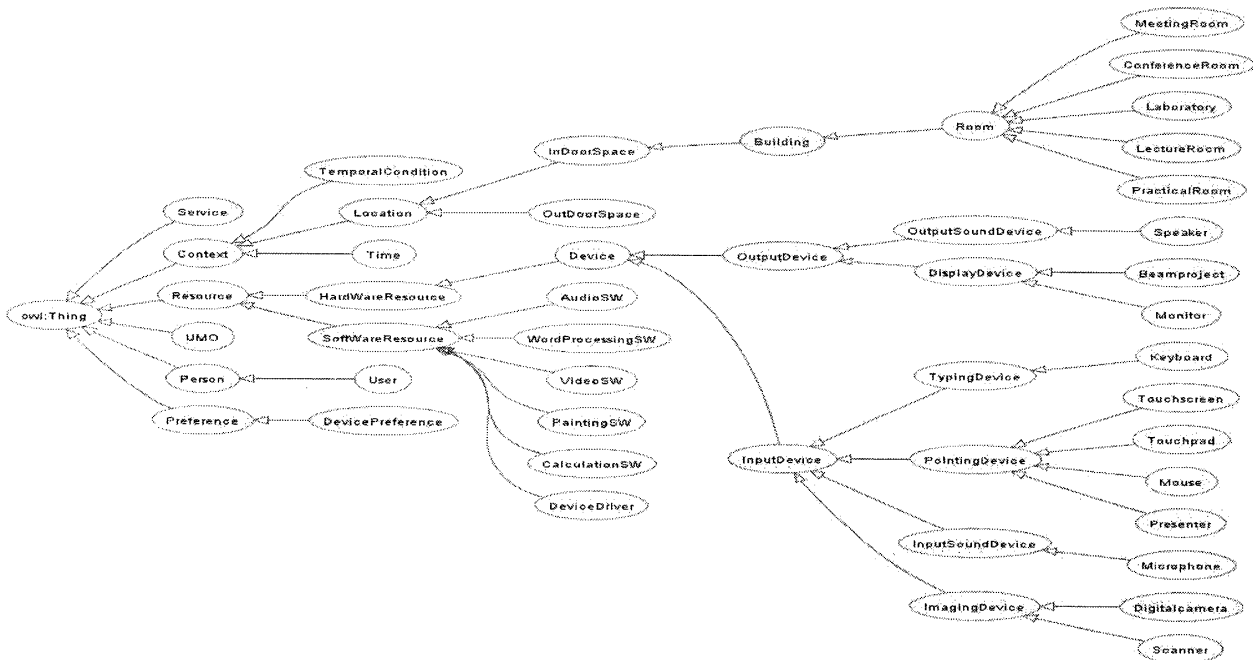 MeetingRoom
ConferenceRoom
Laboratory
Room
Building
InDoorSpace
LectureRoom
TemporalCondition
PracticalRoom
Service
Location
OutDoorSpace
OutputSoundDevice
Speaker
Context
Time
Device
OutputDevice
DisplayDevice
Beamproject
Resource
HardWareResource
AudioSW
Monitor
owl:Thing
UMO
SoftWareResource
WordProcessingSW
Keyboard
Person
User
VideoSW
TypingDevice
Touchscreen
Preference
DevicePreference
PaintingSW
Touchpad
InputDevice
PointingDevice
CalculationSW
Mouse
DeviceDriver
Presenter
InputSoundDevice
Microphone
ImagingDevice
Digitalcamera
Scanner